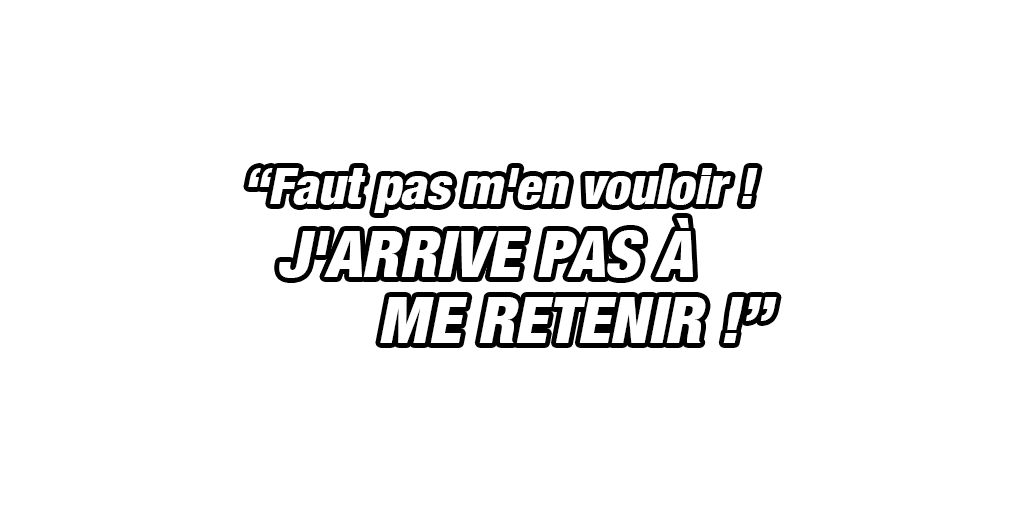 “Faut pas m'en vouloir !
J'ARRIVE PAS À
ME RETENIR !”